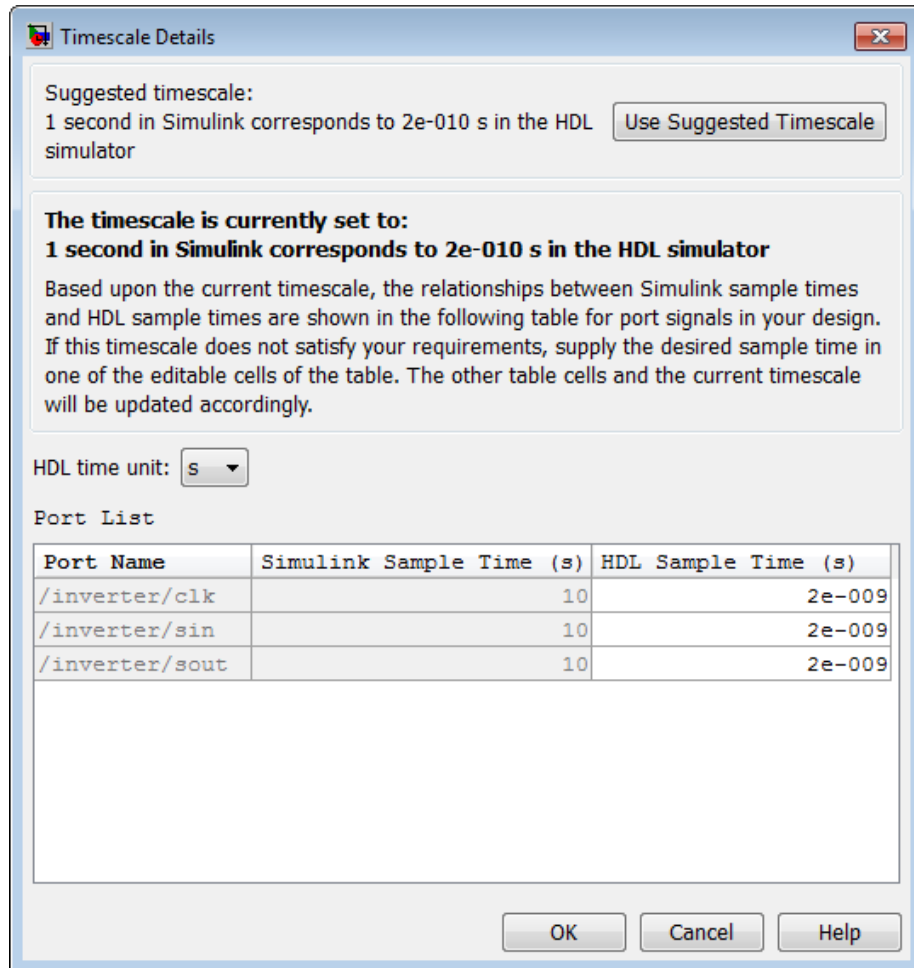 Timescale Details
Suggested timescale:
1 second in Simulink corresponds to 2e-010 s in the HDL
simulator
Use Suggested Timescale
The timescale is currently set to:
1 second in Simulink corresponds to 2e-010 s in the HDL simulator
Based upon the current timescale, the relationships between Simulink sample times
and HDL sample times are shown in the following table for port signals in your design.
If this timescale does not satisfy your requirements, supply the desired sample time in
one of the editable cells of the table. The other table cells and the current timescale
will be updated accordingly.
HDL time unit: s
Port List
Port Name Simulink Sample Time (s) HDL Sample Time (s)
/inverter/clk 10 2e-009
/inverter/sin 10 2e-009
/inverter/sout 10 2e-009
OK Cancel Help